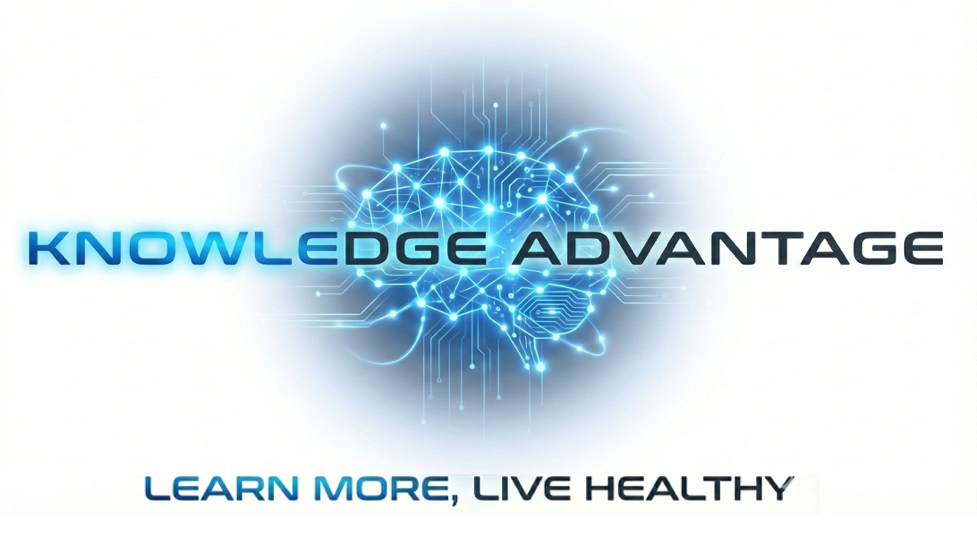 KNOWLEDGE ADVANTAGE
LEARN MORE, LIVE HEALTHY